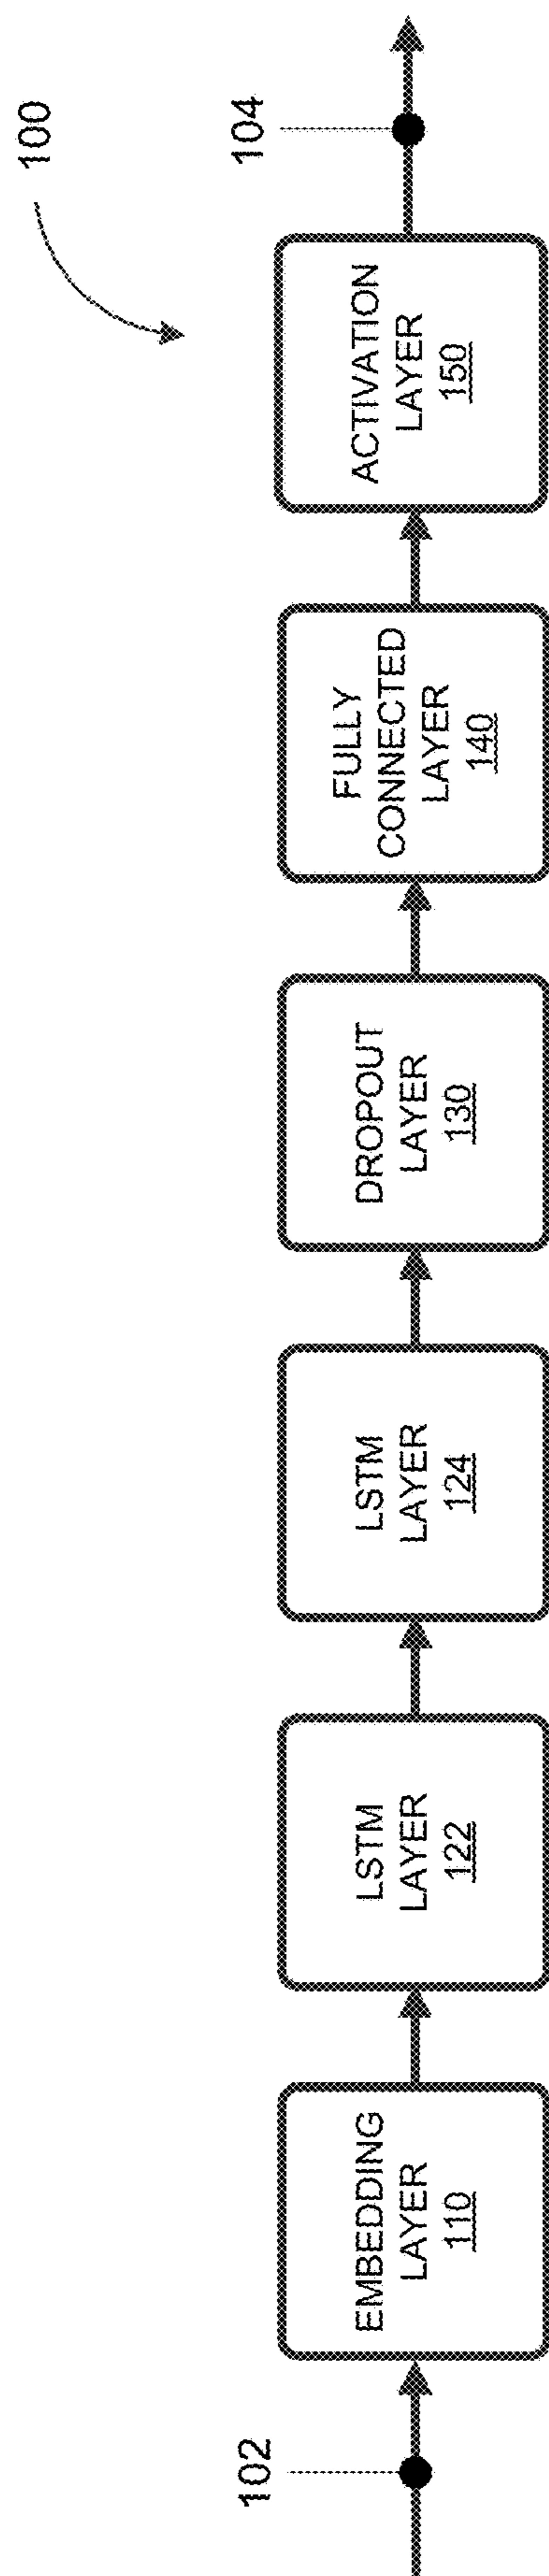 100
102
EMBEDDING
LAYER
110
LSTM
LAYER
122
LSTM
LAYER
124
DROPOUT
LAYER
130
FULLY
CONNECTED
LAYER
140
ACTIVATION
LAYER
150
104